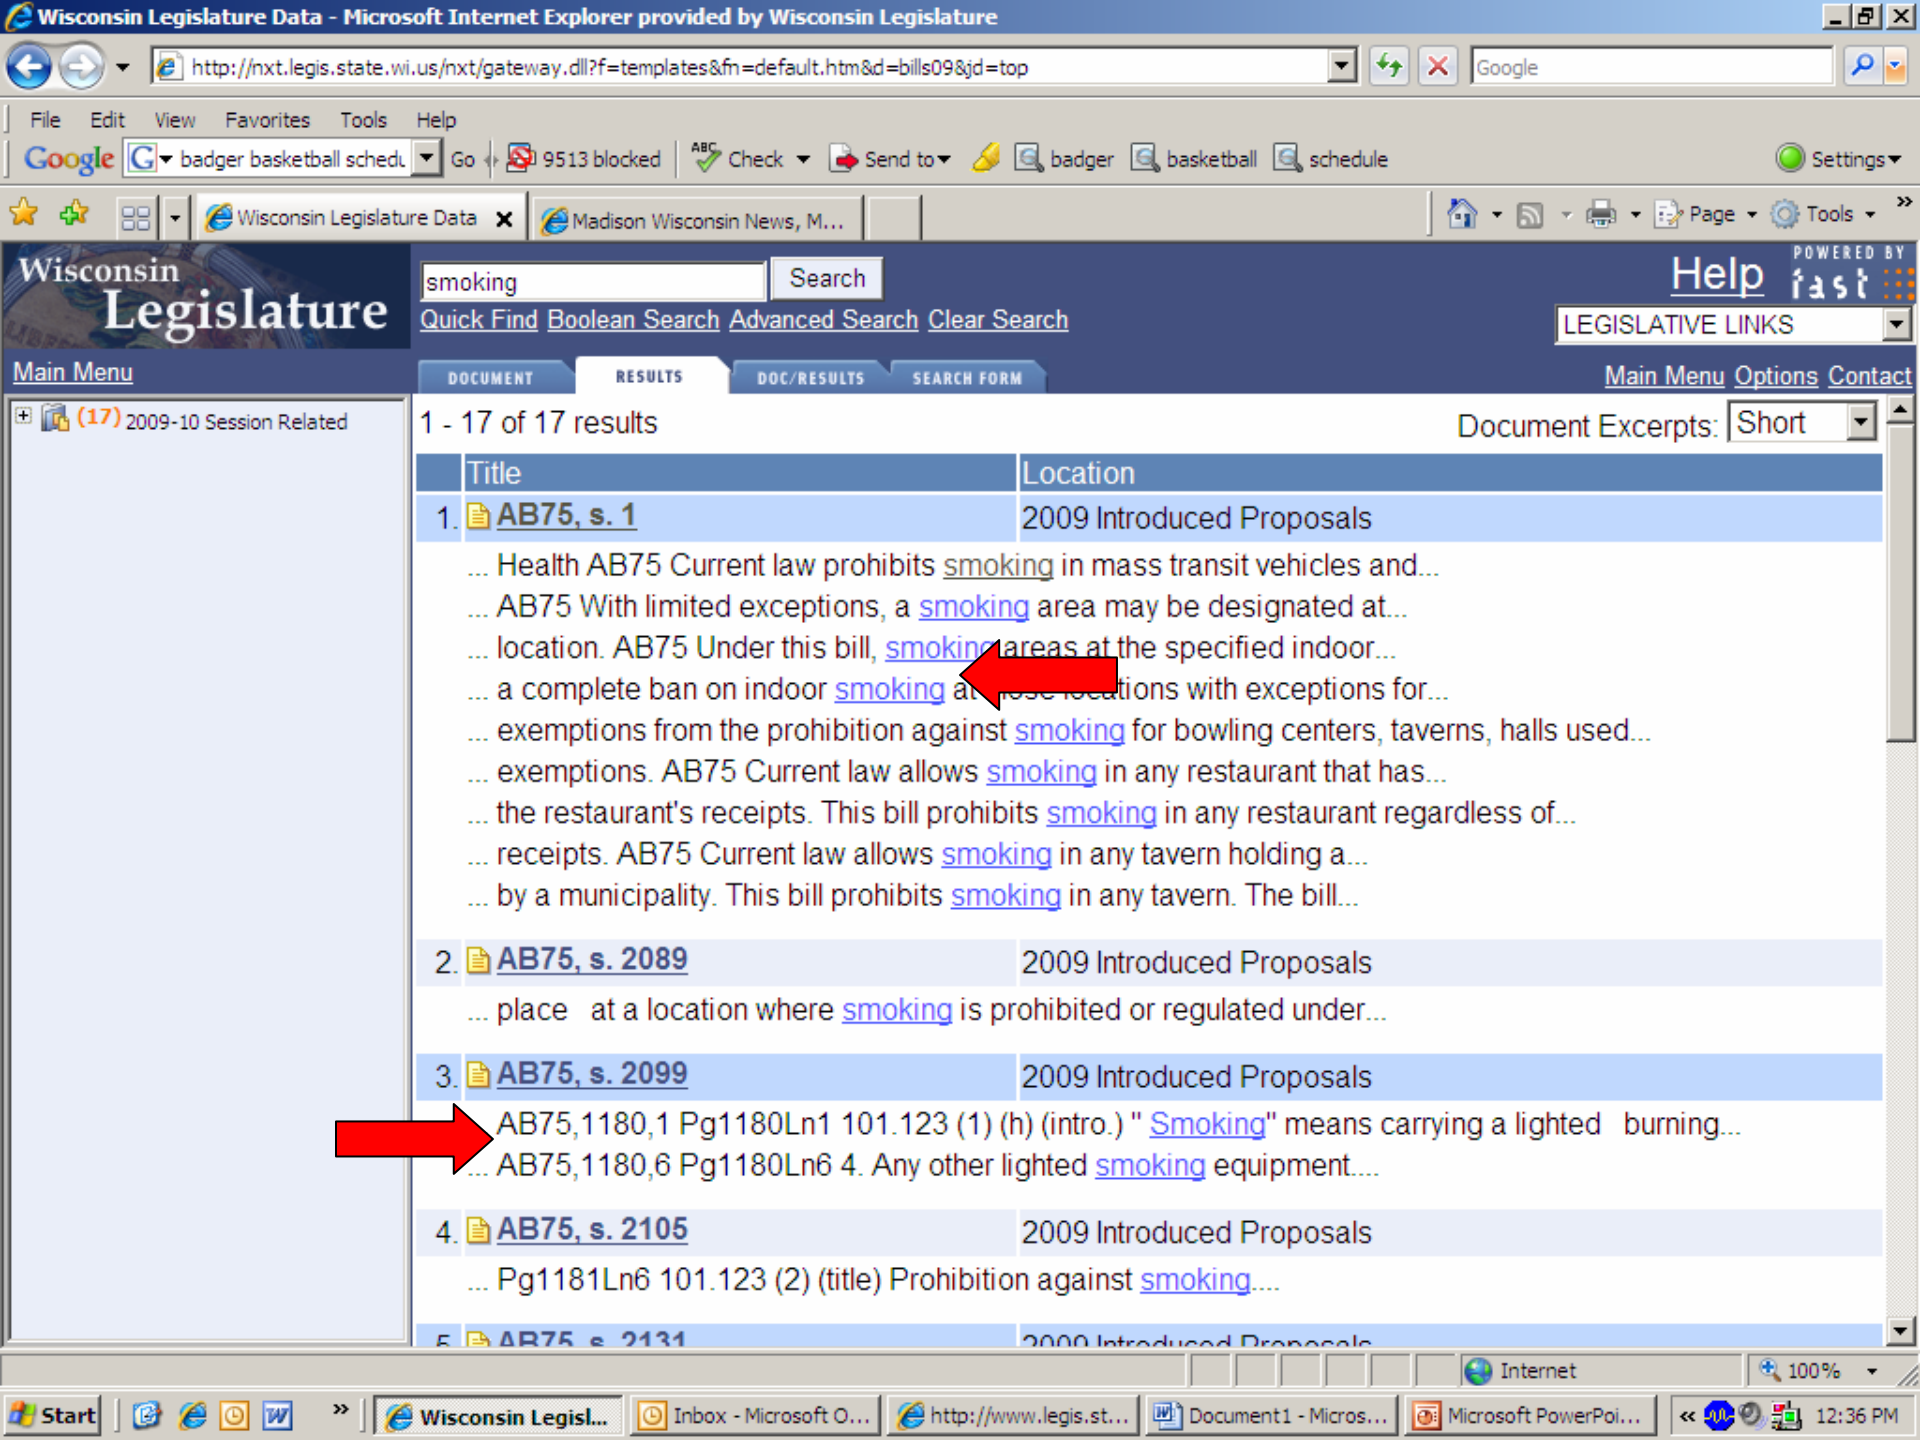 Wisconsin Legislature Data - Microsoft Internet Explorer provided by Wisconsin Legislature
http://nxt.legis.state.wi.us/nxt/gateway.dll?f=templates&fn=default.htm&d=bills09&jd=top
Google
File Edit View Favorites Tools Help
Google G badger basketball schedu Go 9513 blocked ABC Check Send to badger basketball schedule Settings
Wisconsin Legislature Data Madison Wisconsin News, M... Page Tools »
Wisconsin
Legislature
smoking Search
Help POWERED BY fast
Quick Find Boolean Search Advanced Search Clear Search
LEGISLATIVE LINKS
Main Menu
DOCUMENT RESULTS DOC/RESULTS SEARCH FORM
Main Menu Options Contact
(17) 2009-10 Session Related
1 - 17 of 17 results
Document Excerpts: Short
Title Location
1. AB75, s. 1 2009 Introduced Proposals
... Health AB75 Current law prohibits smoking in mass transit vehicles and...
... AB75 With limited exceptions, a smoking area may be designated at...
... location. AB75 Under this bill, smoking areas at the specified indoor...
... a complete ban on indoor smoking at those locations with exceptions for...
... exemptions from the prohibition against smoking for bowling centers, taverns, halls used...
... exemptions. AB75 Current law allows smoking in any restaurant that has...
... the restaurant's receipts. This bill prohibits smoking in any restaurant regardless of...
... receipts. AB75 Current law allows smoking in any tavern holding a...
... by a municipality. This bill prohibits smoking in any tavern. The bill...
2. AB75, s. 2089 2009 Introduced Proposals
... place at a location where smoking is prohibited or regulated under...
3. AB75, s. 2099 2009 Introduced Proposals
AB75,1180,1 Pg1180Ln1 101.123 (1) (h) (intro.) " Smoking" means carrying a lighted burning...
... AB75,1180,6 Pg1180Ln6 4. Any other lighted smoking equipment....
4. AB75, s. 2105 2009 Introduced Proposals
... Pg1181Ln6 101.123 (2) (title) Prohibition against smoking....
5. AB75, s. 2131 2009 Introduced Proposals
Internet 100%
Start » Wisconsin Legisl... Inbox - Microsoft O... http://www.legis.st... Document1 - Micros... Microsoft PowerPoi... « 12:36 PM